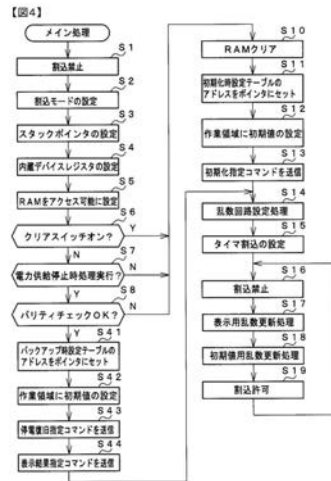 【図4】
メイン処理
S1
割込禁止
S2
割込モードの設定
S3
スタックポインタの設定
S4
内蔵デバイスレジスタの設定
S5
RAMをアクセス可能に設定
S6
クリアスイッチオン?
Y
N
S7
電力供給停止時処理実行?
N
Y
S8
パリティチェックOK?
N
Y
S41
バックアップ時設定テーブルの
アドレスをポインタにセット
S42
作業領域に初期値の設定
S43
停電復旧指定コマンドを送信
S44
表示結果指定コマンドを送信
S10
RAMクリア
S11
初期化時設定テーブルの
アドレスをポインタにセット
S12
作業領域に初期値の設定
S13
初期化指定コマンドを送信
S14
乱数回路設定処理
S15
タイマ割込の設定
S16
割込禁止
S17
表示用乱数更新処理
S18
初期値用乱数更新処理
S19
割込許可